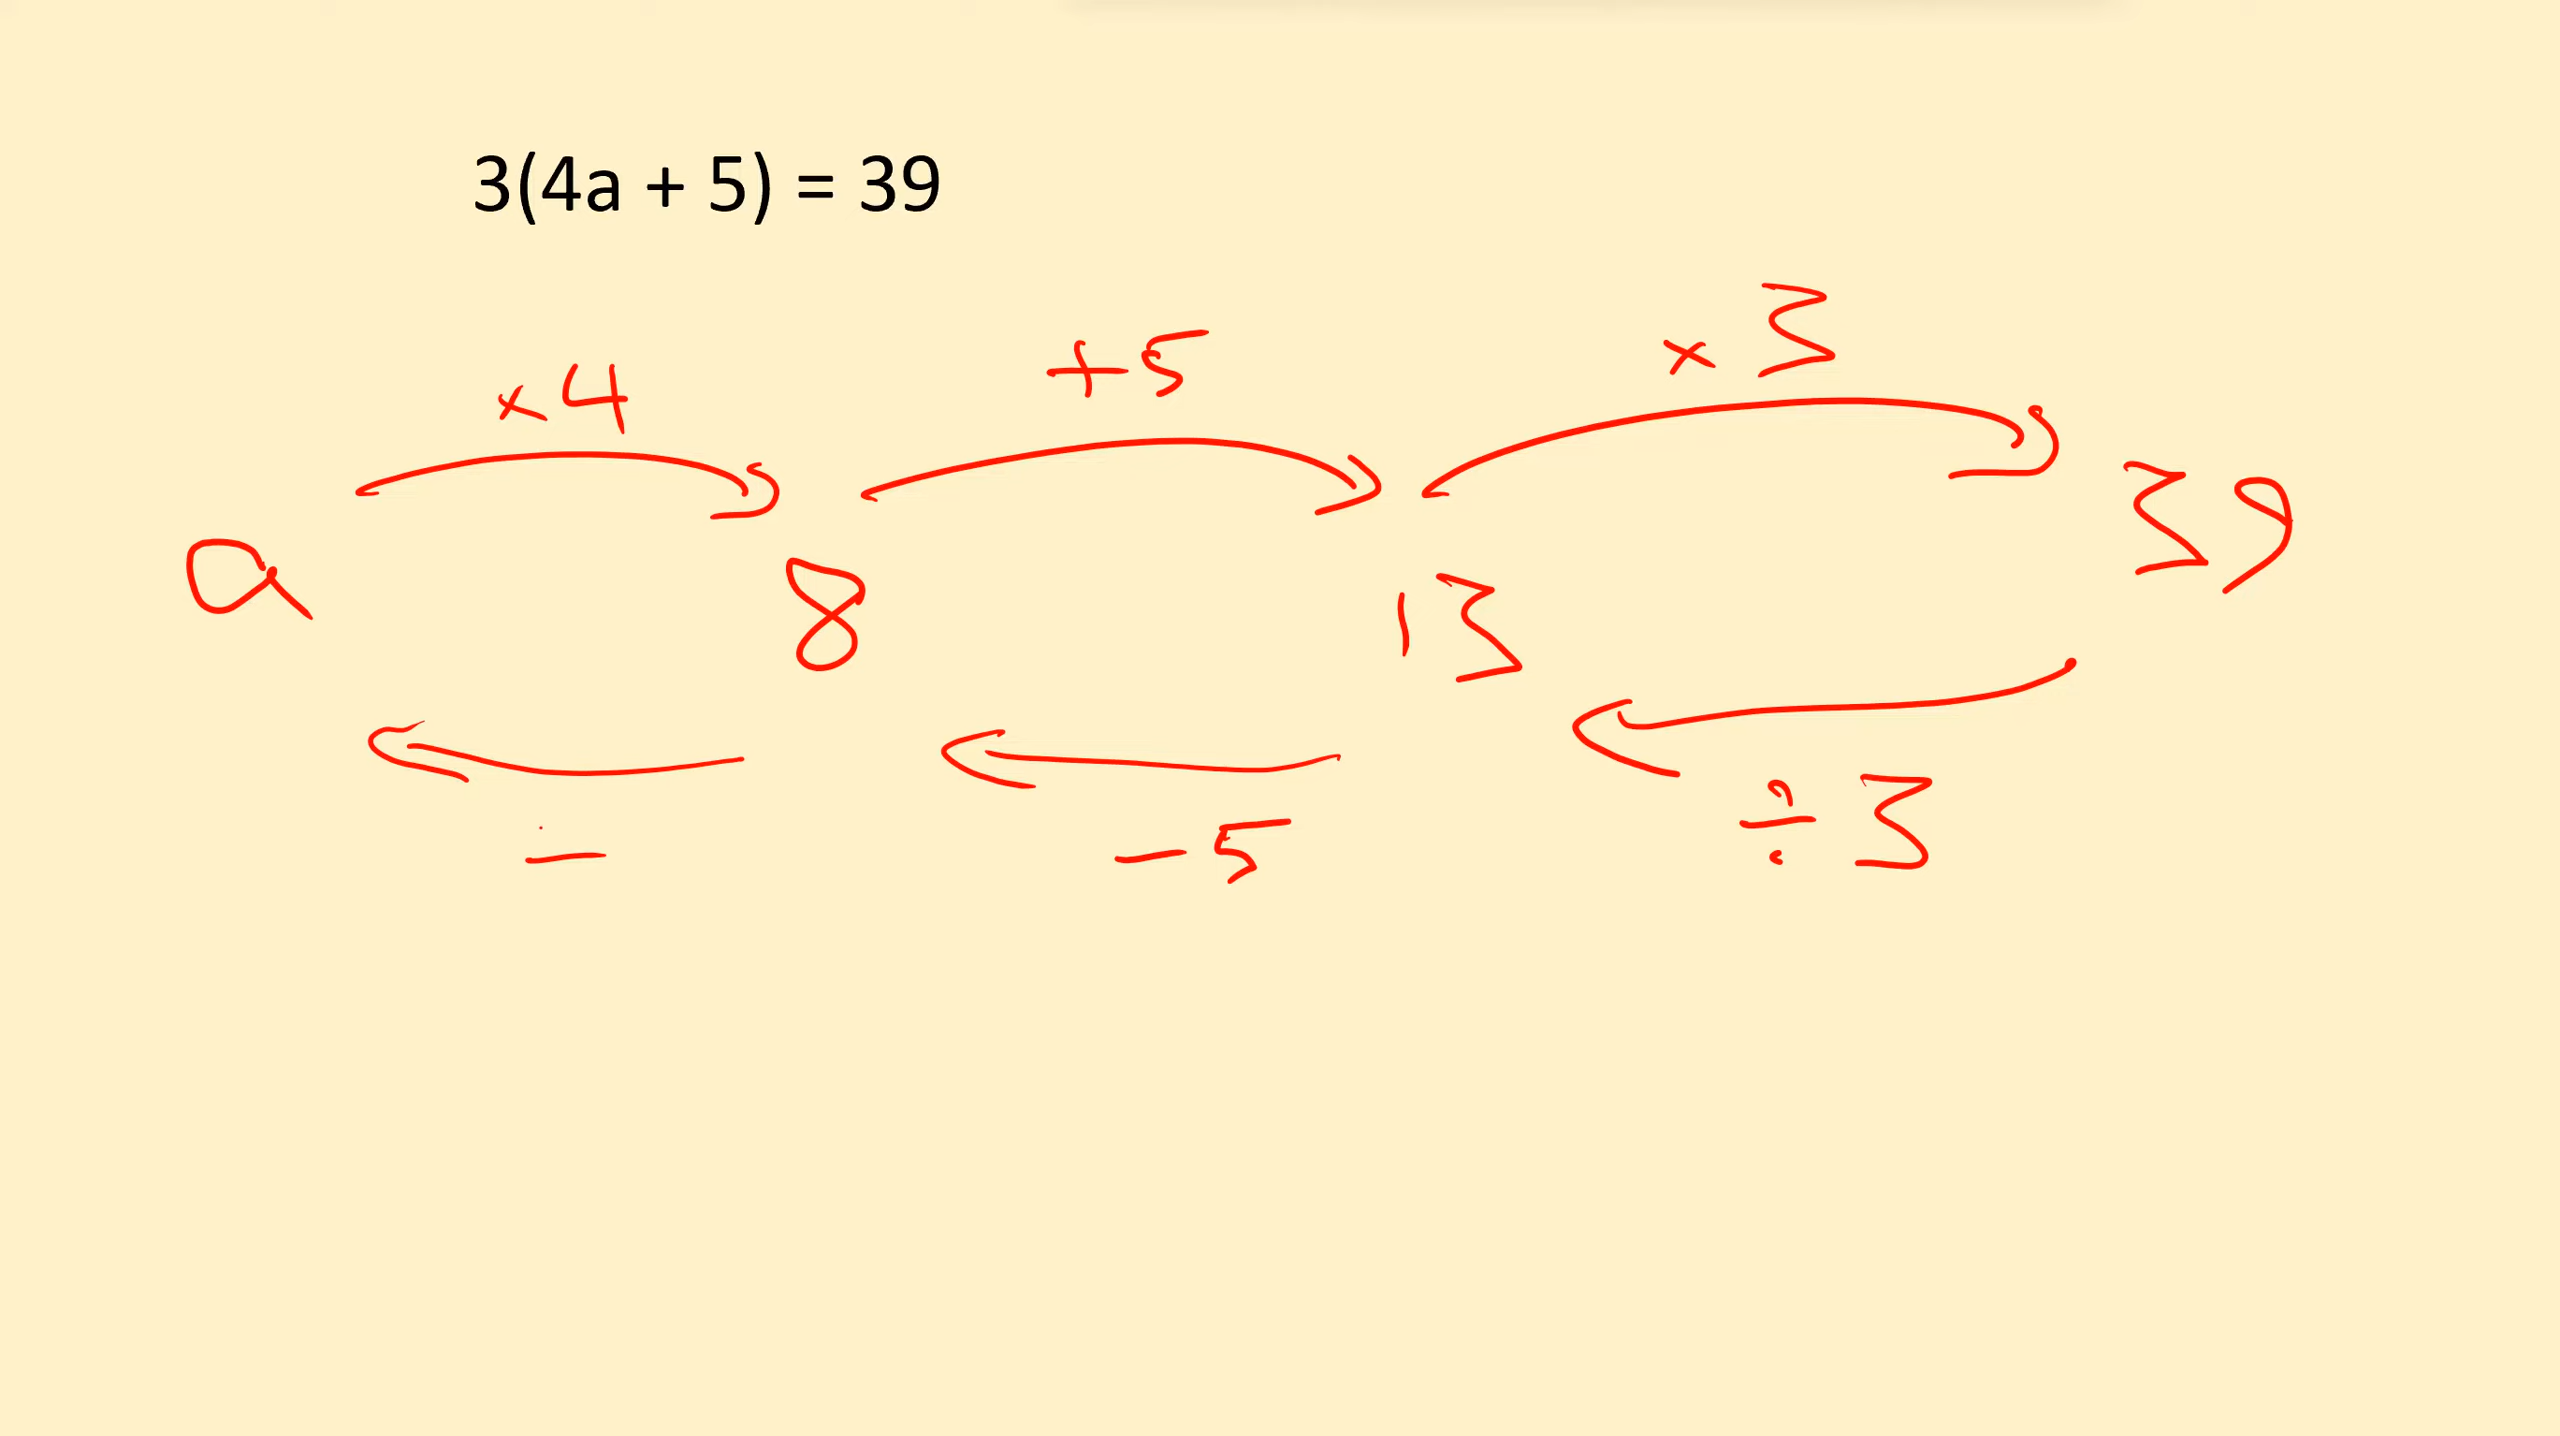 3(4a + 5) = 39
×4 +5 ×3
a 8 13 39
– –5 ÷3